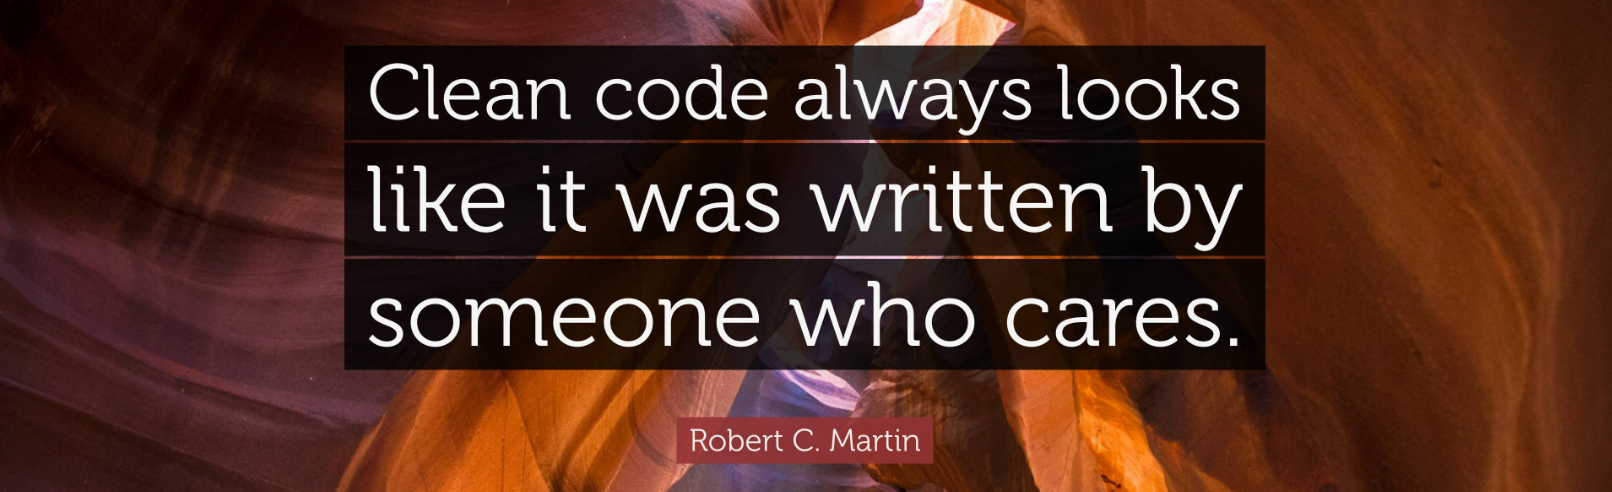 Clean code always looks
like it was written by
someone who cares.
Robert C. Martin